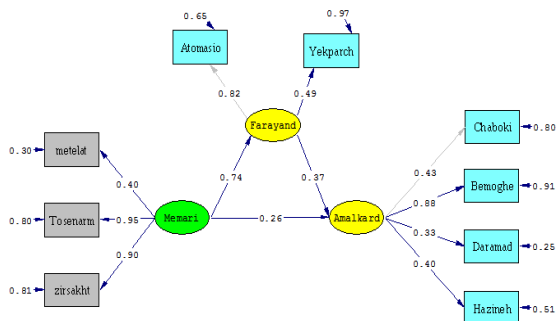 0.65
0.97
Atomasio
Yekparch
0.82
0.49
Farayand
Chaboki
0.80
0.30
metelat
0.43
0.40
0.74
0.37
Bemoghe
0.91
0.88
0.80
Tosenarm
0.95
Memari
0.26
Amalkard
0.33
Daramad
0.25
0.90
0.40
0.81
zirsakht
Hazineh
0.51